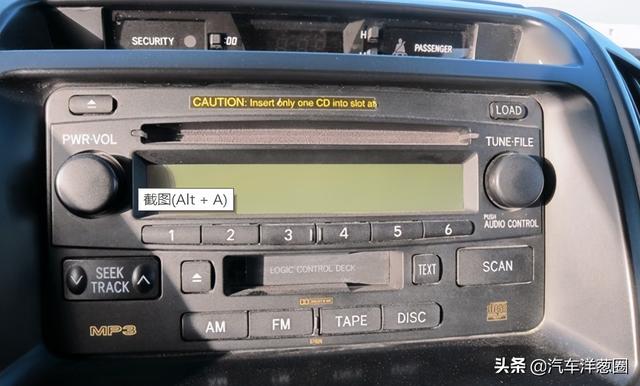 SECURITY :00 PASSENGER
CAUTION: Insert only one CD into slot at
LOAD
PWR·VOL
TUNE·FILE
截图(Alt + A)
1 2 3 4 5 6
PUSH
AUDIO CONTROL
SEEK
TRACK
LOGIC CONTROL DECK
TEXT
SCAN
MP3
AM FM TAPE DISC
头条 @汽车洋葱圈